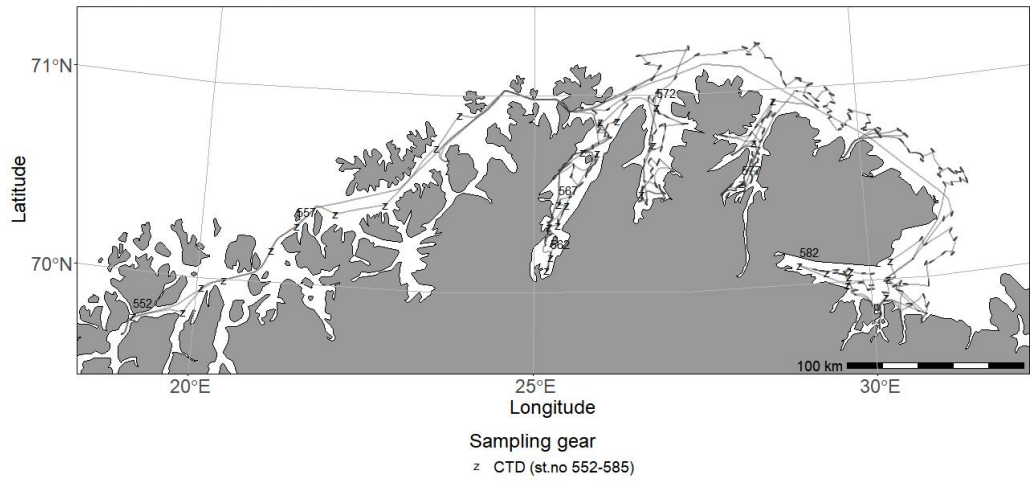 71°N
572
Latitude
577
567
557
562
70°N
582
552
100 km
20°E
25°E
30°E
Longitude
Sampling gear
z CTD (st.no 552-585)